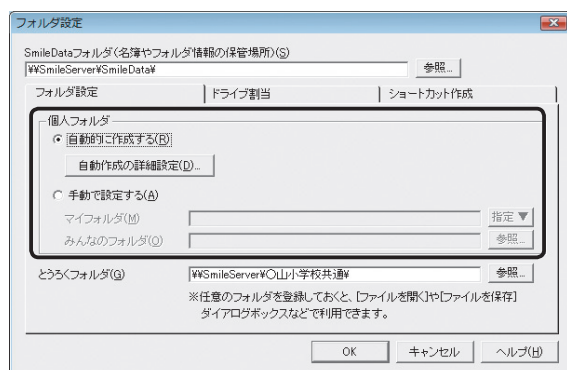 フォルダ設定
SmileDataフォルダ(名簿やフォルダ情報の保管場所)(S)
¥¥SmileServer¥SmileData¥
参照...
フォルダ設定
ドライブ割当
ショートカット作成
個人フォルダ
自動的に作成する(R)
自動作成の詳細設定(D)...
手動で設定する(A)
マイフォルダ(M)
指定▼
みんなのフォルダ(O)
参照...
とうろくフォルダ(G)
¥¥SmileServer¥○山小学校共通¥
参照...
※任意のフォルダを登録しておくと、[ファイルを開く]や[ファイルを保存]
ダイアログボックスなどで利用できます。
OK
キャンセル
ヘルプ(H)